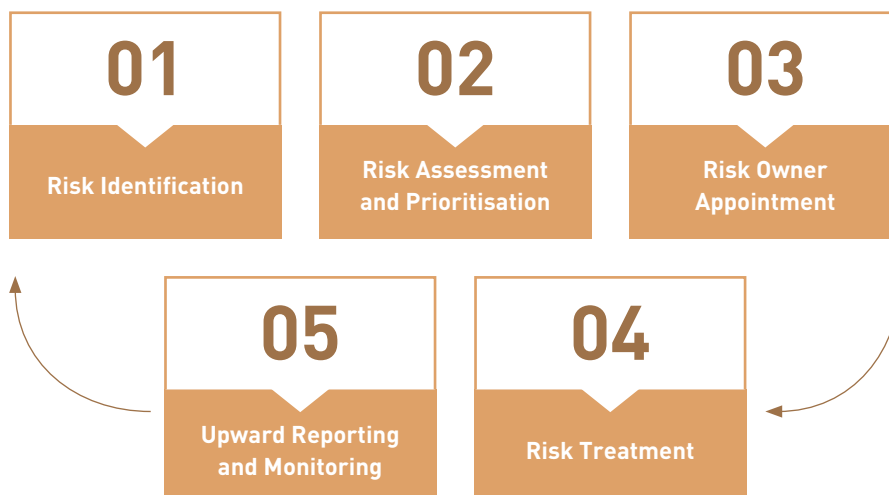 01
Risk Identification
02
Risk Assessment
and Prioritisation
03
Risk Owner
Appointment
04
Risk Treatment
05
Upward Reporting
and Monitoring